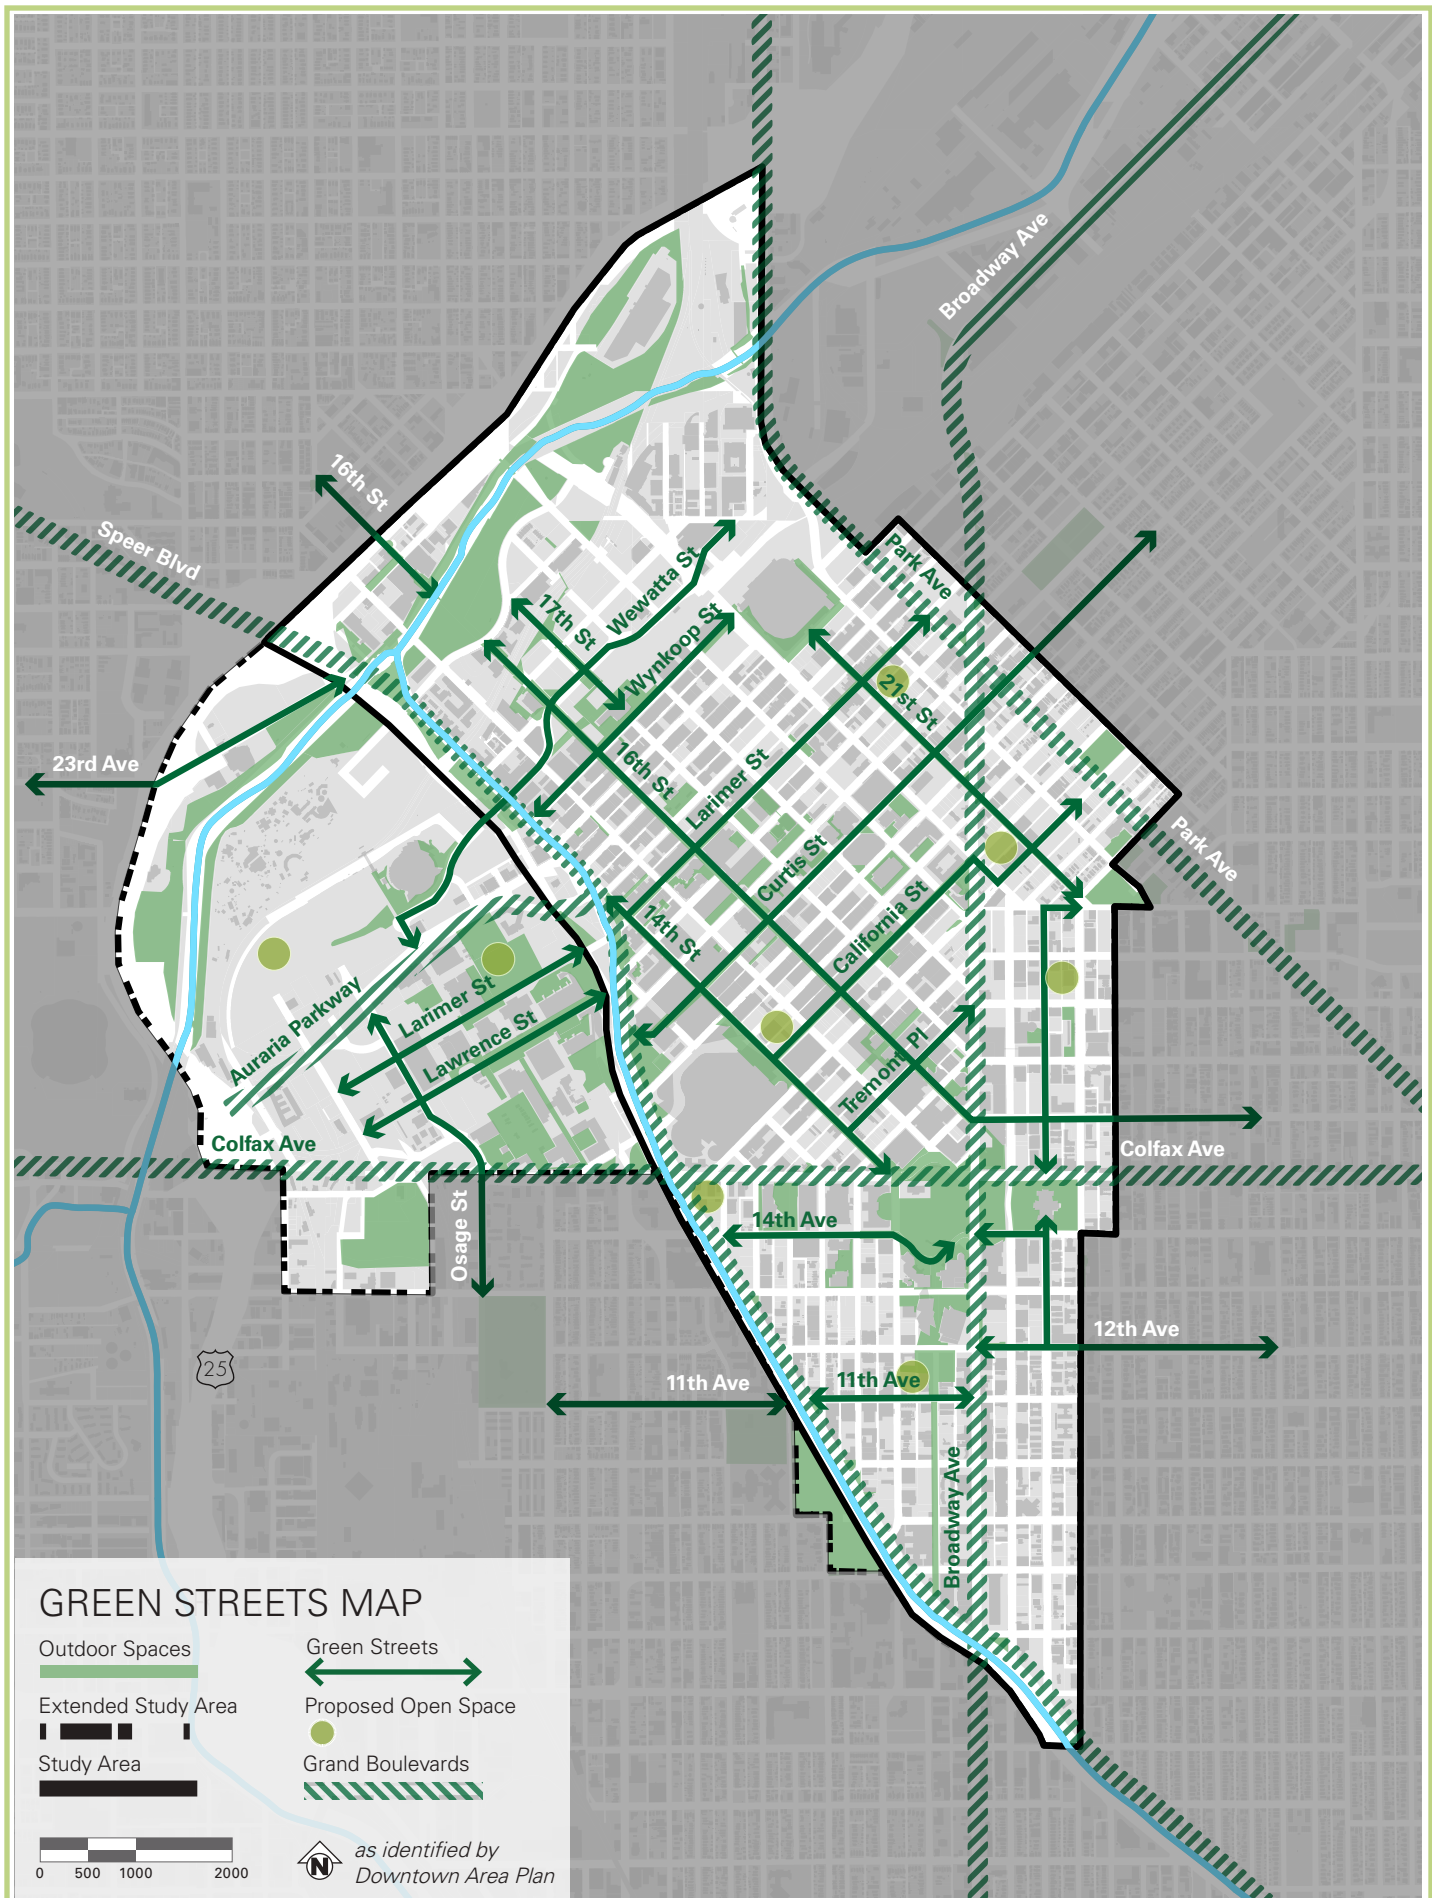 Broadway Ave
16th St
Speer Blvd
Park Ave
Wewatta St
17th St
Wynkoop St
21st St
23rd Ave
16th St
Larimer St
Park Ave
Curtis St
California St
14th St
Larimer St
Auraria Parkway
Lawrence St
Tremont Pl
Colfax Ave
Colfax Ave
Osage St
14th Ave
12th Ave
25
11th Ave
11th Ave
Broadway Ave
GREEN STREETS MAP
Outdoor Spaces
Green Streets
Extended Study Area
Proposed Open Space
Study Area
Grand Boulevards
0 500 1000 2000
N
as identified by
Downtown Area Plan